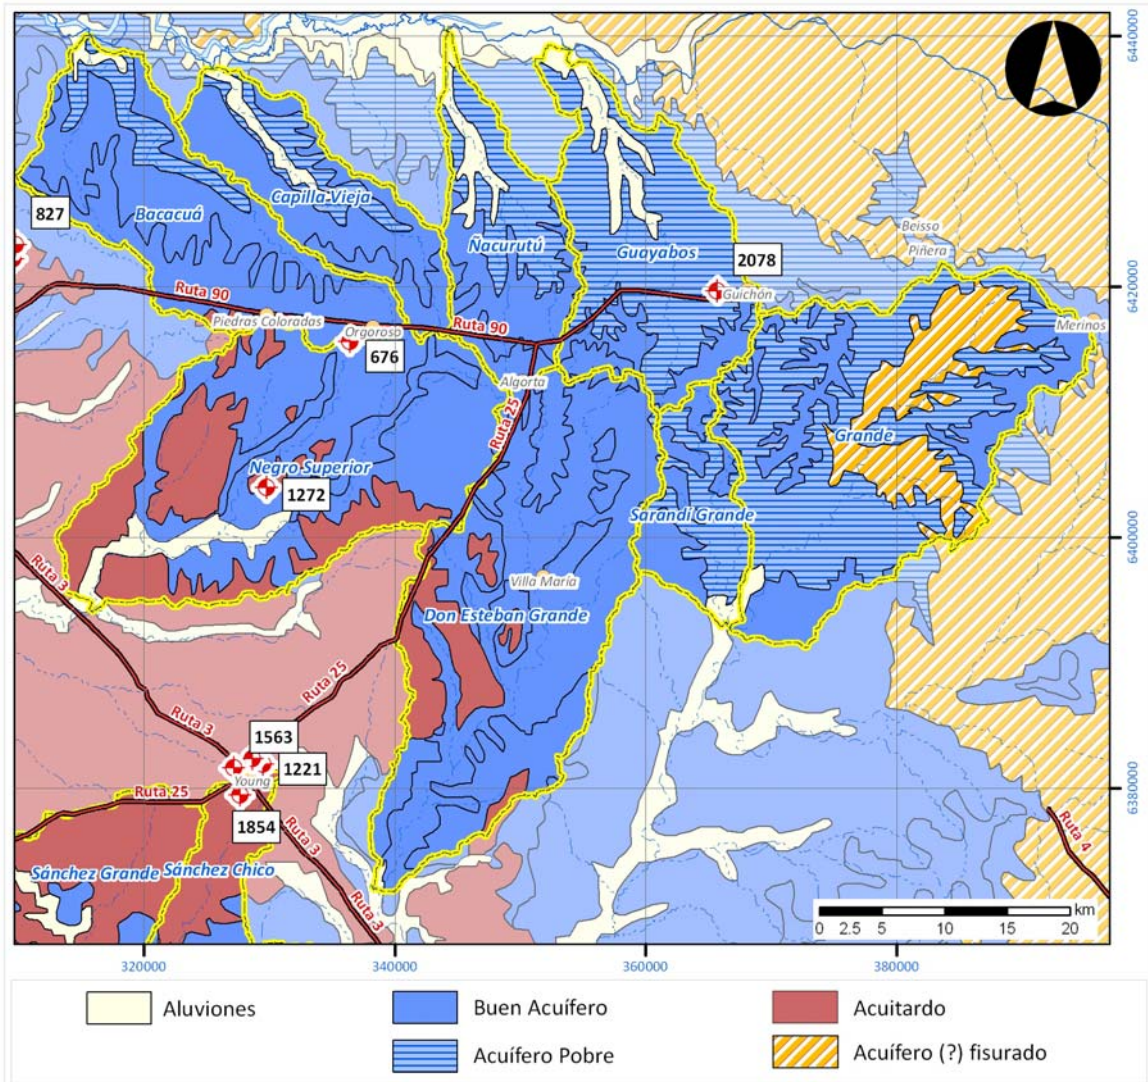 6440000
827
Bacacuá
Capilla Vieja
Ñacurutú
Guayabos
2078
Beisso
Piñera
Guichón
6420000
Ruta 90
Ruta 90
Piedras Coloradas
Orgoroso
676
Merinos
Algorta
Ruta 25
Grande
Negro Superior
1272
Sarandí Grande
6400000
Ruta 3
Villa María
Don Esteban Grande
Ruta 25
Ruta 3
1563
1221
Young
Ruta 25
6380000
1854
Ruta 3
Ruta 4
Sánchez Grande
Sánchez Chico
Ruta 3
km
0 2.5 5 10 15 20
320000
340000
360000
380000
Aluviones
Buen Acuífero
Acuitardo
Acuífero Pobre
Acuífero (?) fisurado